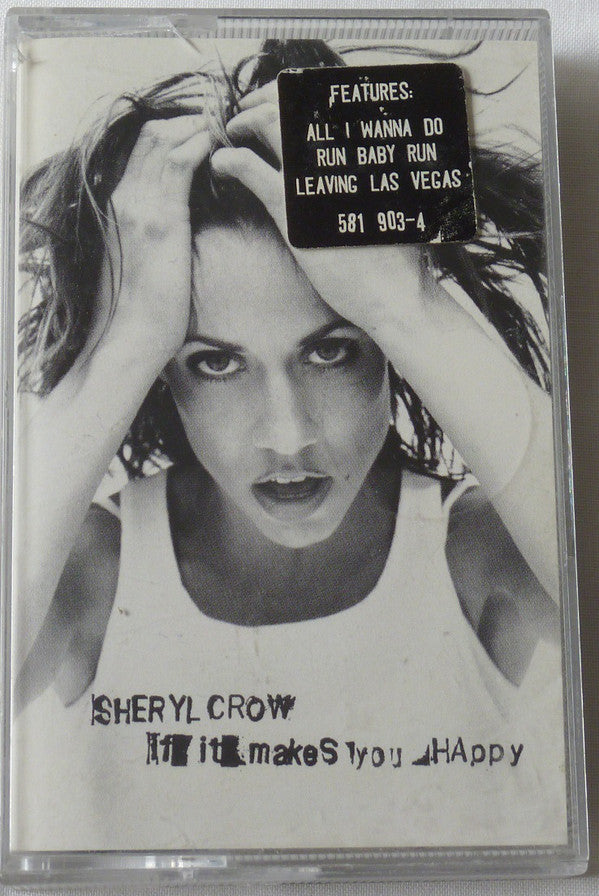 FEATURES:
ALL I WANNA DO
RUN BABY RUN
LEAVING LAS VEGAS
581 903-4
SHERYL CROW
If it makeS you HAppy